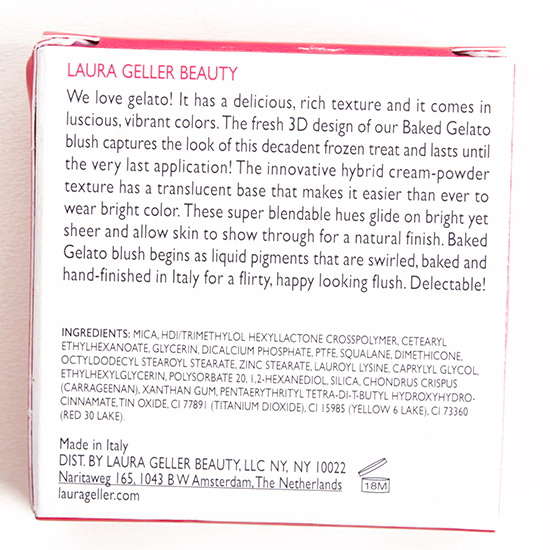 LAURA GELLER BEAUTY
We love gelato! It has a delicious, rich texture and it comes in
luscious, vibrant colors. The fresh 3D design of our Baked Gelato
blush captures the look of this decadent frozen treat and lasts until
the very last application! The innovative hybrid cream-powder
texture has a translucent base that makes it easier than ever to
wear bright color. These super blendable hues glide on bright yet
sheer and allow skin to show through for a natural finish. Baked
Gelato blush begins as liquid pigments that are swirled, baked and
hand-finished in Italy for a flirty, happy looking flush. Delectable!
INGREDIENTS: MICA, HDI/TRIMETHYLOL HEXYLLACTONE CROSSPOLYMER, CETEARYL
ETHYLHEXANOATE, GLYCERIN, DICALCIUM PHOSPHATE, PTFE, SQUALANE, DIMETHICONE,
OCTYLDODECYL STEAROYL STEARATE, ZINC STEARATE, LAUROYL LYSINE, CAPRYLYL GLYCOL,
ETHYLHEXYLGLYCERIN, POLYSORBATE 20, 1,2-HEXANEDIOL, SILICA, CHONDRUS CRISPUS
(CARRAGEENAN), XANTHAN GUM, PENTAERYTHRITYL TETRA-DI-T-BUTYL HYDROXYHYDRO-
CINNAMATE, TIN OXIDE, CI 77891 (TITANIUM DIOXIDE), CI 15985 (YELLOW 6 LAKE), CI 73360
(RED 30 LAKE).
Made in Italy
DIST. BY LAURA GELLER BEAUTY, LLC NY, NY 10022
Naritaweg 165, 1043 B W Amsterdam, The Netherlands
laurageller.com
18M